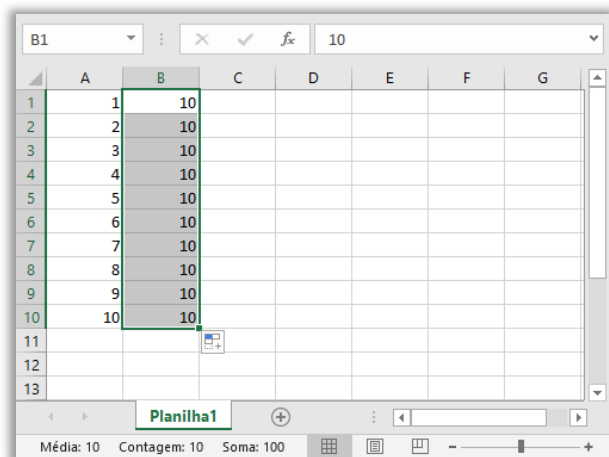 B1 fx 10
A B C D E F G
1 1 10
2 2 10
3 3 10
4 4 10
5 5 10
6 6 10
7 7 10
8 8 10
9 9 10
10 10 10
11
12
13
Planilha1
Média: 10 Contagem: 10 Soma: 100